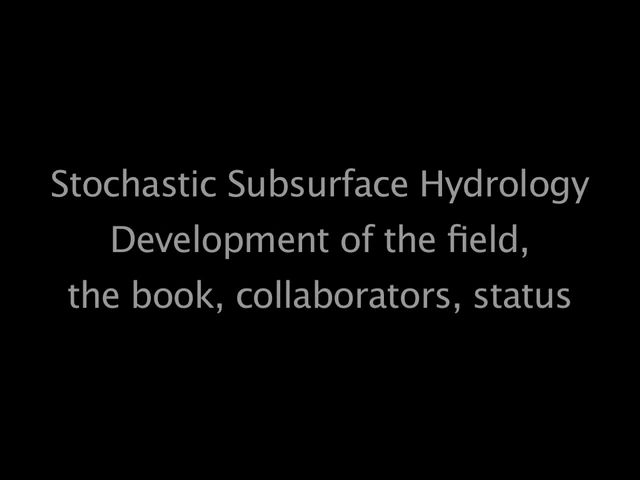 Stochastic Subsurface Hydrology
Development of the field,
the book, collaborators, status